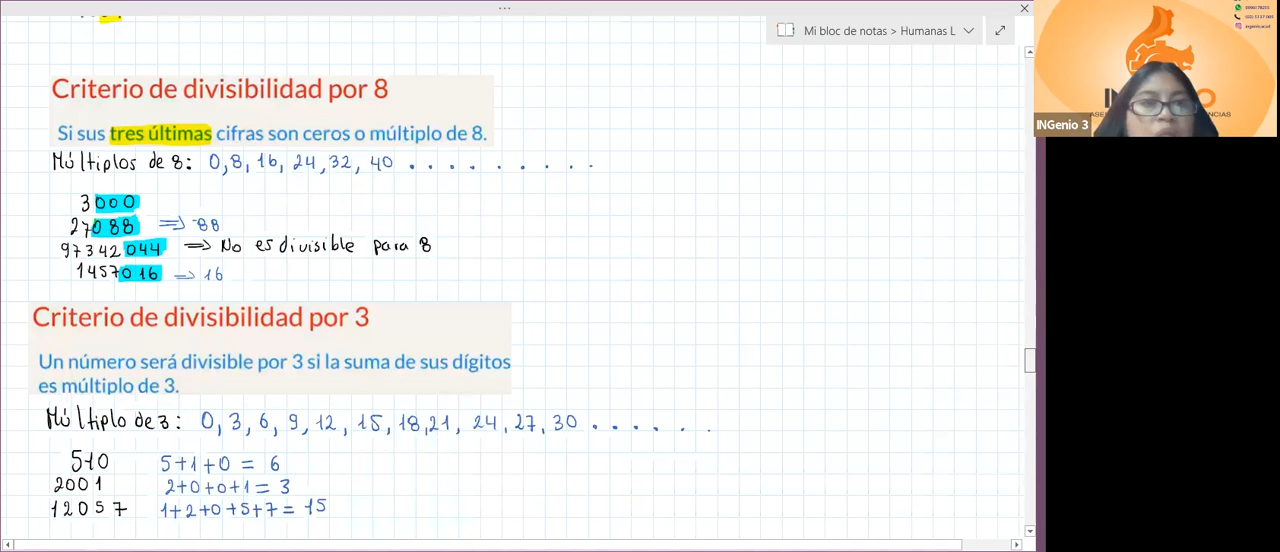 Mi bloc de notas > Humanas L
Criterio de divisibilidad por 8
Si sus tres últimas cifras son ceros o múltiplo de 8.
Múltiplos de 8: 0, 8, 16, 24, 32, 40 . . . . . . . . .
3000
27088 => 88
97342044 => No es divisible para 8
1457016 => 16
Criterio de divisibilidad por 3
Un número será divisible por 3 si la suma de sus dígitos
es múltiplo de 3.
Múltiplo de 3: 0, 3, 6, 9, 12, 15, 18, 21, 24, 27, 30 . . . . . . .
510 5+1+0 = 6
2001 2+0+0+1 = 3
12057 1+2+0+5+7 = 15
INGenio 3